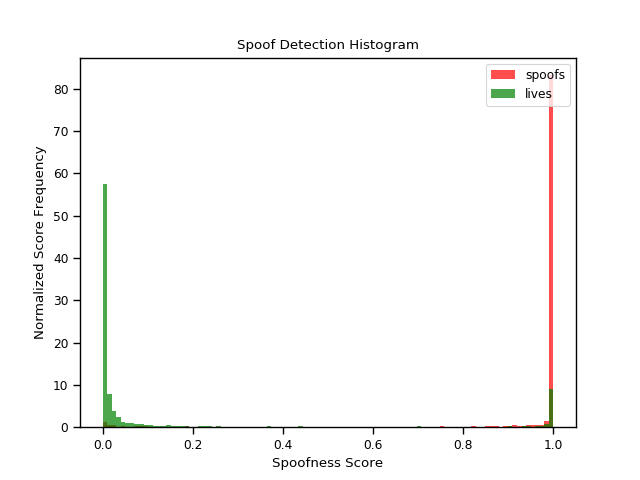 Spoof Detection Histogram
spoofs
lives
Normalized Score Frequency
80
70
60
50
40
30
20
10
0
0.0 0.2 0.4 0.6 0.8 1.0
Spoofness Score